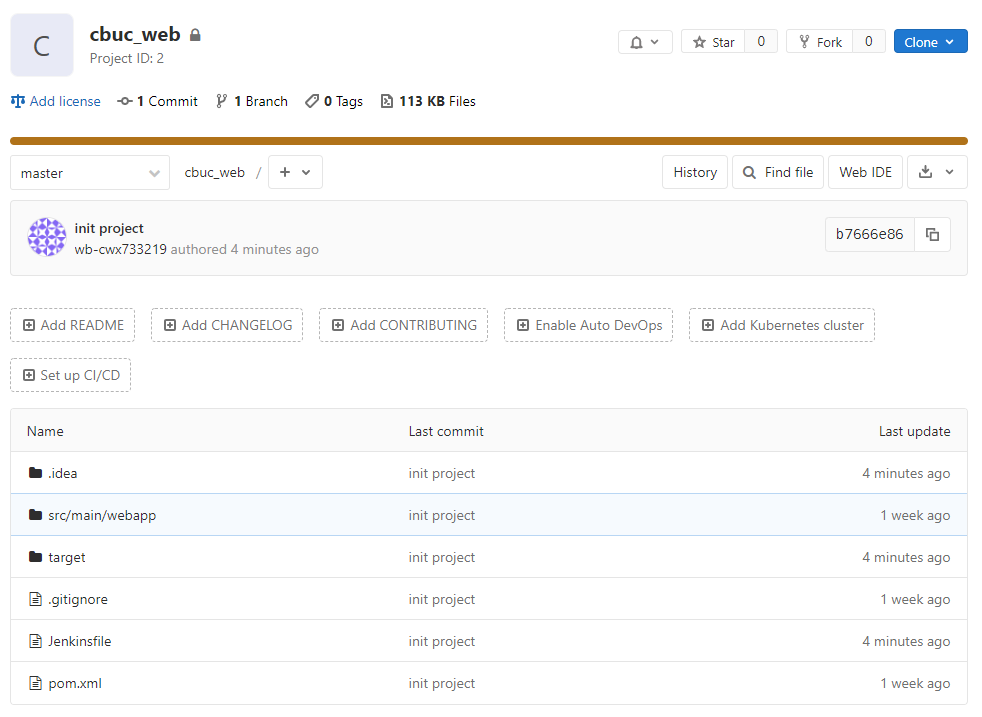 C
cbuc_web
Project ID: 2
Star 0 Fork 0 Clone
Add license 1 Commit 1 Branch 0 Tags 113 KB Files
master cbuc_web / + History Find file Web IDE
init project
wb-cwx733219 authored 4 minutes ago
b7666e86
Add README Add CHANGELOG Add CONTRIBUTING Enable Auto DevOps Add Kubernetes cluster
Set up CI/CD
Name Last commit Last update
.idea init project 4 minutes ago
src/main/webapp init project 1 week ago
target init project 4 minutes ago
.gitignore init project 1 week ago
Jenkinsfile init project 4 minutes ago
pom.xml init project 1 week ago